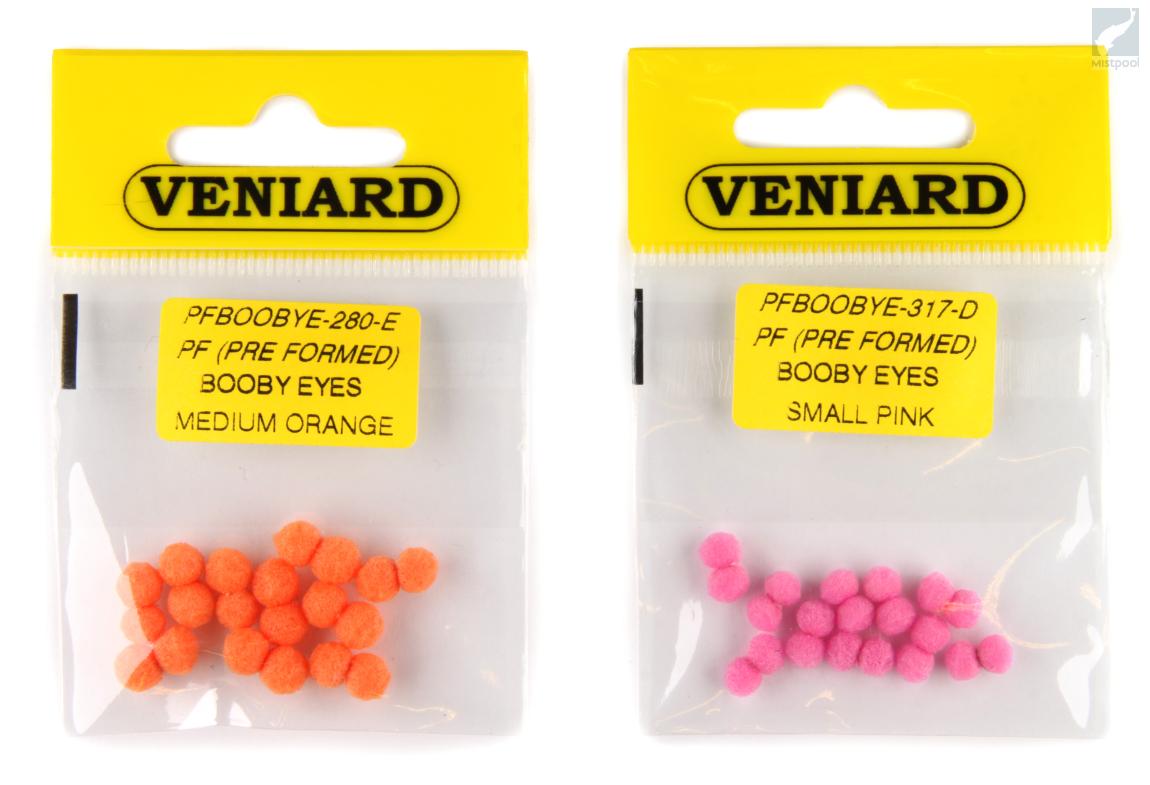 VENIARD
PFBOOBYE-280-E
PF (PRE FORMED)
BOOBY EYES
MEDIUM ORANGE
VENIARD
PFBOOBYE-317-D
PF (PRE FORMED)
BOOBY EYES
SMALL PINK
Mistpool